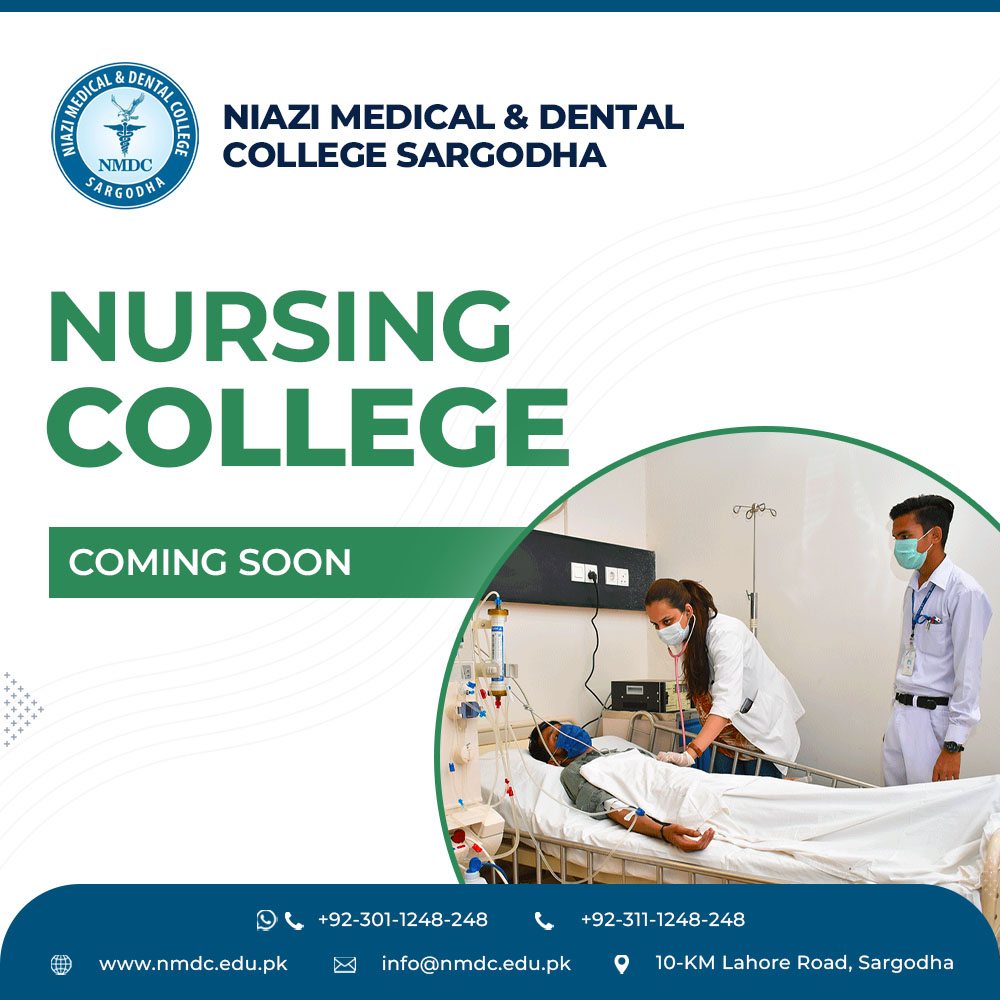 NIAZI MEDICAL & DENTAL COLLEGE
NMDC
SARGODHA
NIAZI MEDICAL & DENTAL
COLLEGE SARGODHA
NURSING
COLLEGE
COMING SOON
+92-301-1248-248 +92-311-1248-248
www.nmdc.edu.pk info@nmdc.edu.pk 10-KM Lahore Road, Sargodha